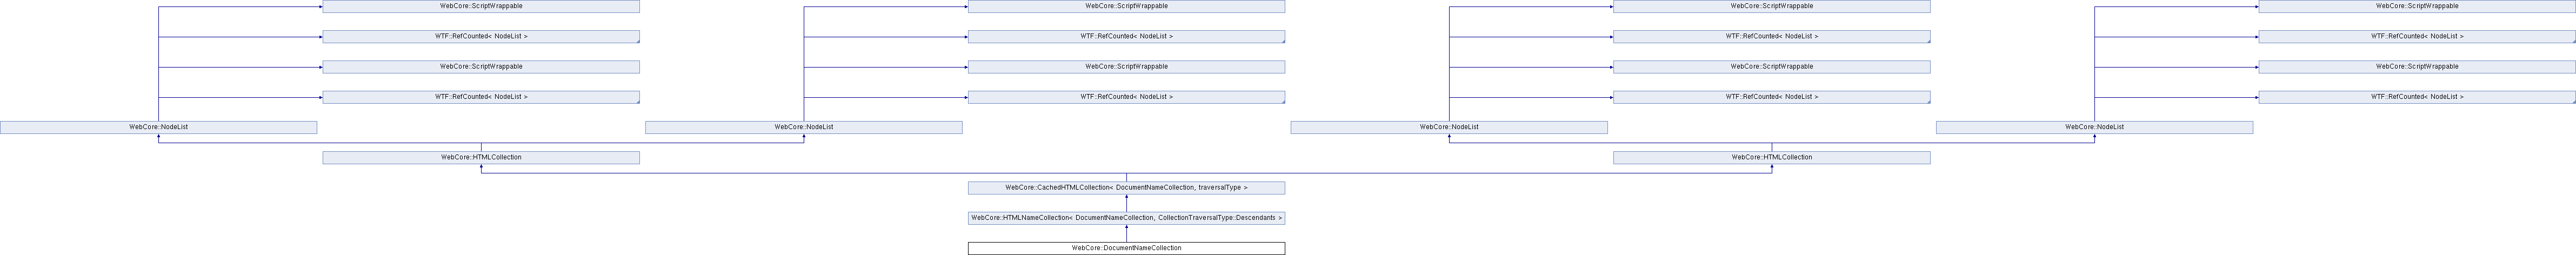 WebCore::ScriptWrappable
WebCore::ScriptWrappable
WebCore::ScriptWrappable
WebCore::ScriptWrappable
WTF::RefCounted< NodeList >
WTF::RefCounted< NodeList >
WTF::RefCounted< NodeList >
WTF::RefCounted< NodeList >
WebCore::ScriptWrappable
WebCore::ScriptWrappable
WebCore::ScriptWrappable
WebCore::ScriptWrappable
WTF::RefCounted< NodeList >
WTF::RefCounted< NodeList >
WTF::RefCounted< NodeList >
WTF::RefCounted< NodeList >
WebCore::NodeList
WebCore::NodeList
WebCore::NodeList
WebCore::NodeList
WebCore::HTMLCollection
WebCore::HTMLCollection
WebCore::CachedHTMLCollection< DocumentNameCollection, traversalType >
WebCore::HTMLNameCollection< DocumentNameCollection, CollectionTraversalType::Descendants >
WebCore::DocumentNameCollection